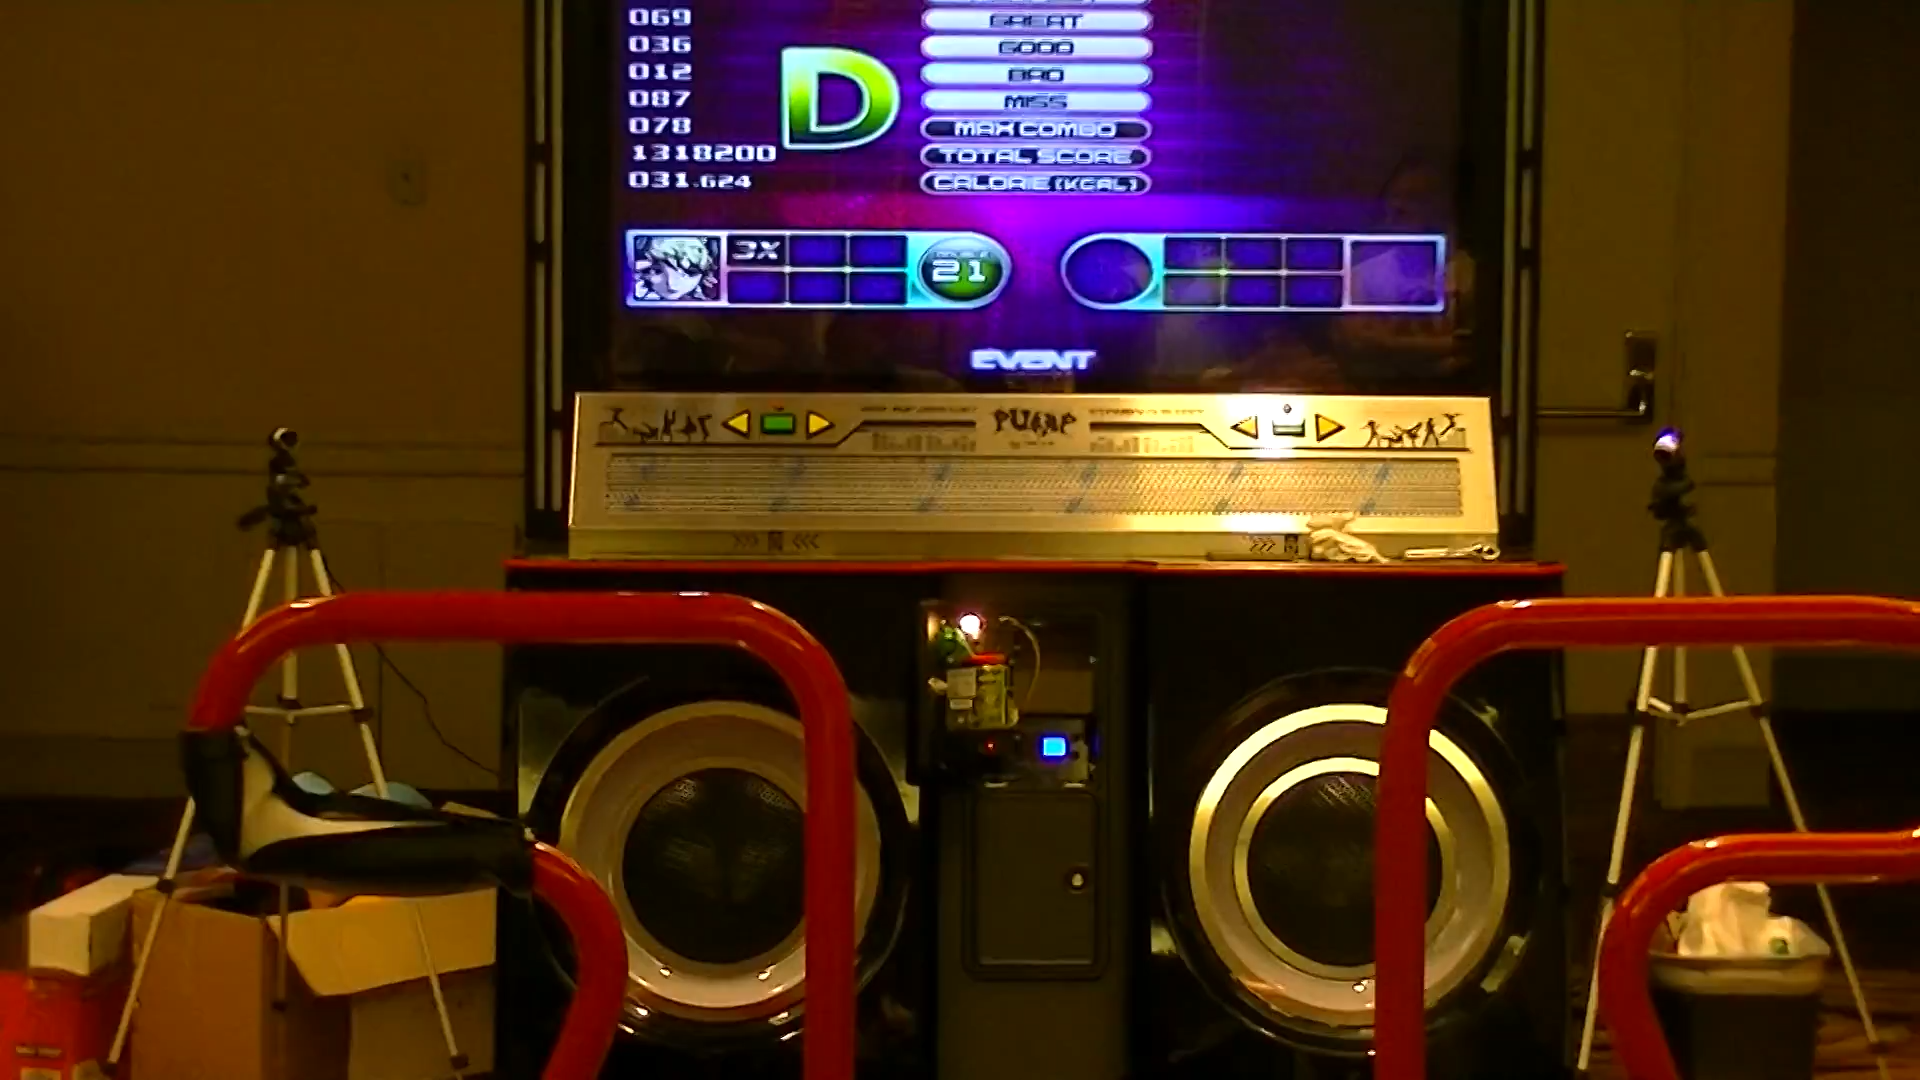 069 GREAT
036 GOOD
012 BAD
087 MISS
078 MAX COMBO
1318200 TOTAL SCORE
031.624 CALORIE (KCAL)
D
3X
DOUBLE
21
EVENT
PUMP